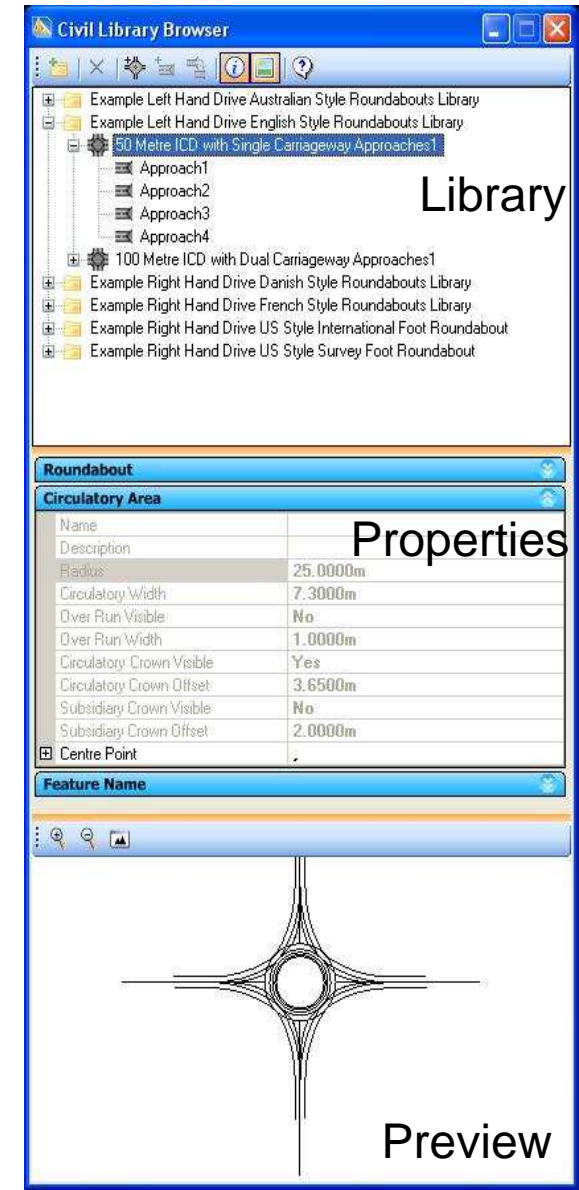 Civil Library Browser
Example Left Hand Drive Australian Style Roundabouts Library
Example Left Hand Drive English Style Roundabouts Library
50 Metre ICD with Single Carriageway Approaches1
Approach1
Approach2
Approach3
Approach4
100 Metre ICD with Dual Carriageway Approaches1
Example Right Hand Drive Danish Style Roundabouts Library
Example Right Hand Drive French Style Roundabouts Library
Example Right Hand Drive US Style International Foot Roundabout
Example Right Hand Drive US Style Survey Foot Roundabout
Library
Roundabout
Circulatory Area
Properties
Name
Description
Radius 25.0000m
Circulatory Width 7.3000m
Over Run Visible No
Over Run Width 1.0000m
Circulatory Crown Visible Yes
Circulatory Crown Offset 3.6500m
Subsidiary Crown Visible No
Subsidiary Crown Offset 2.0000m
Centre Point ,
Feature Name
Preview